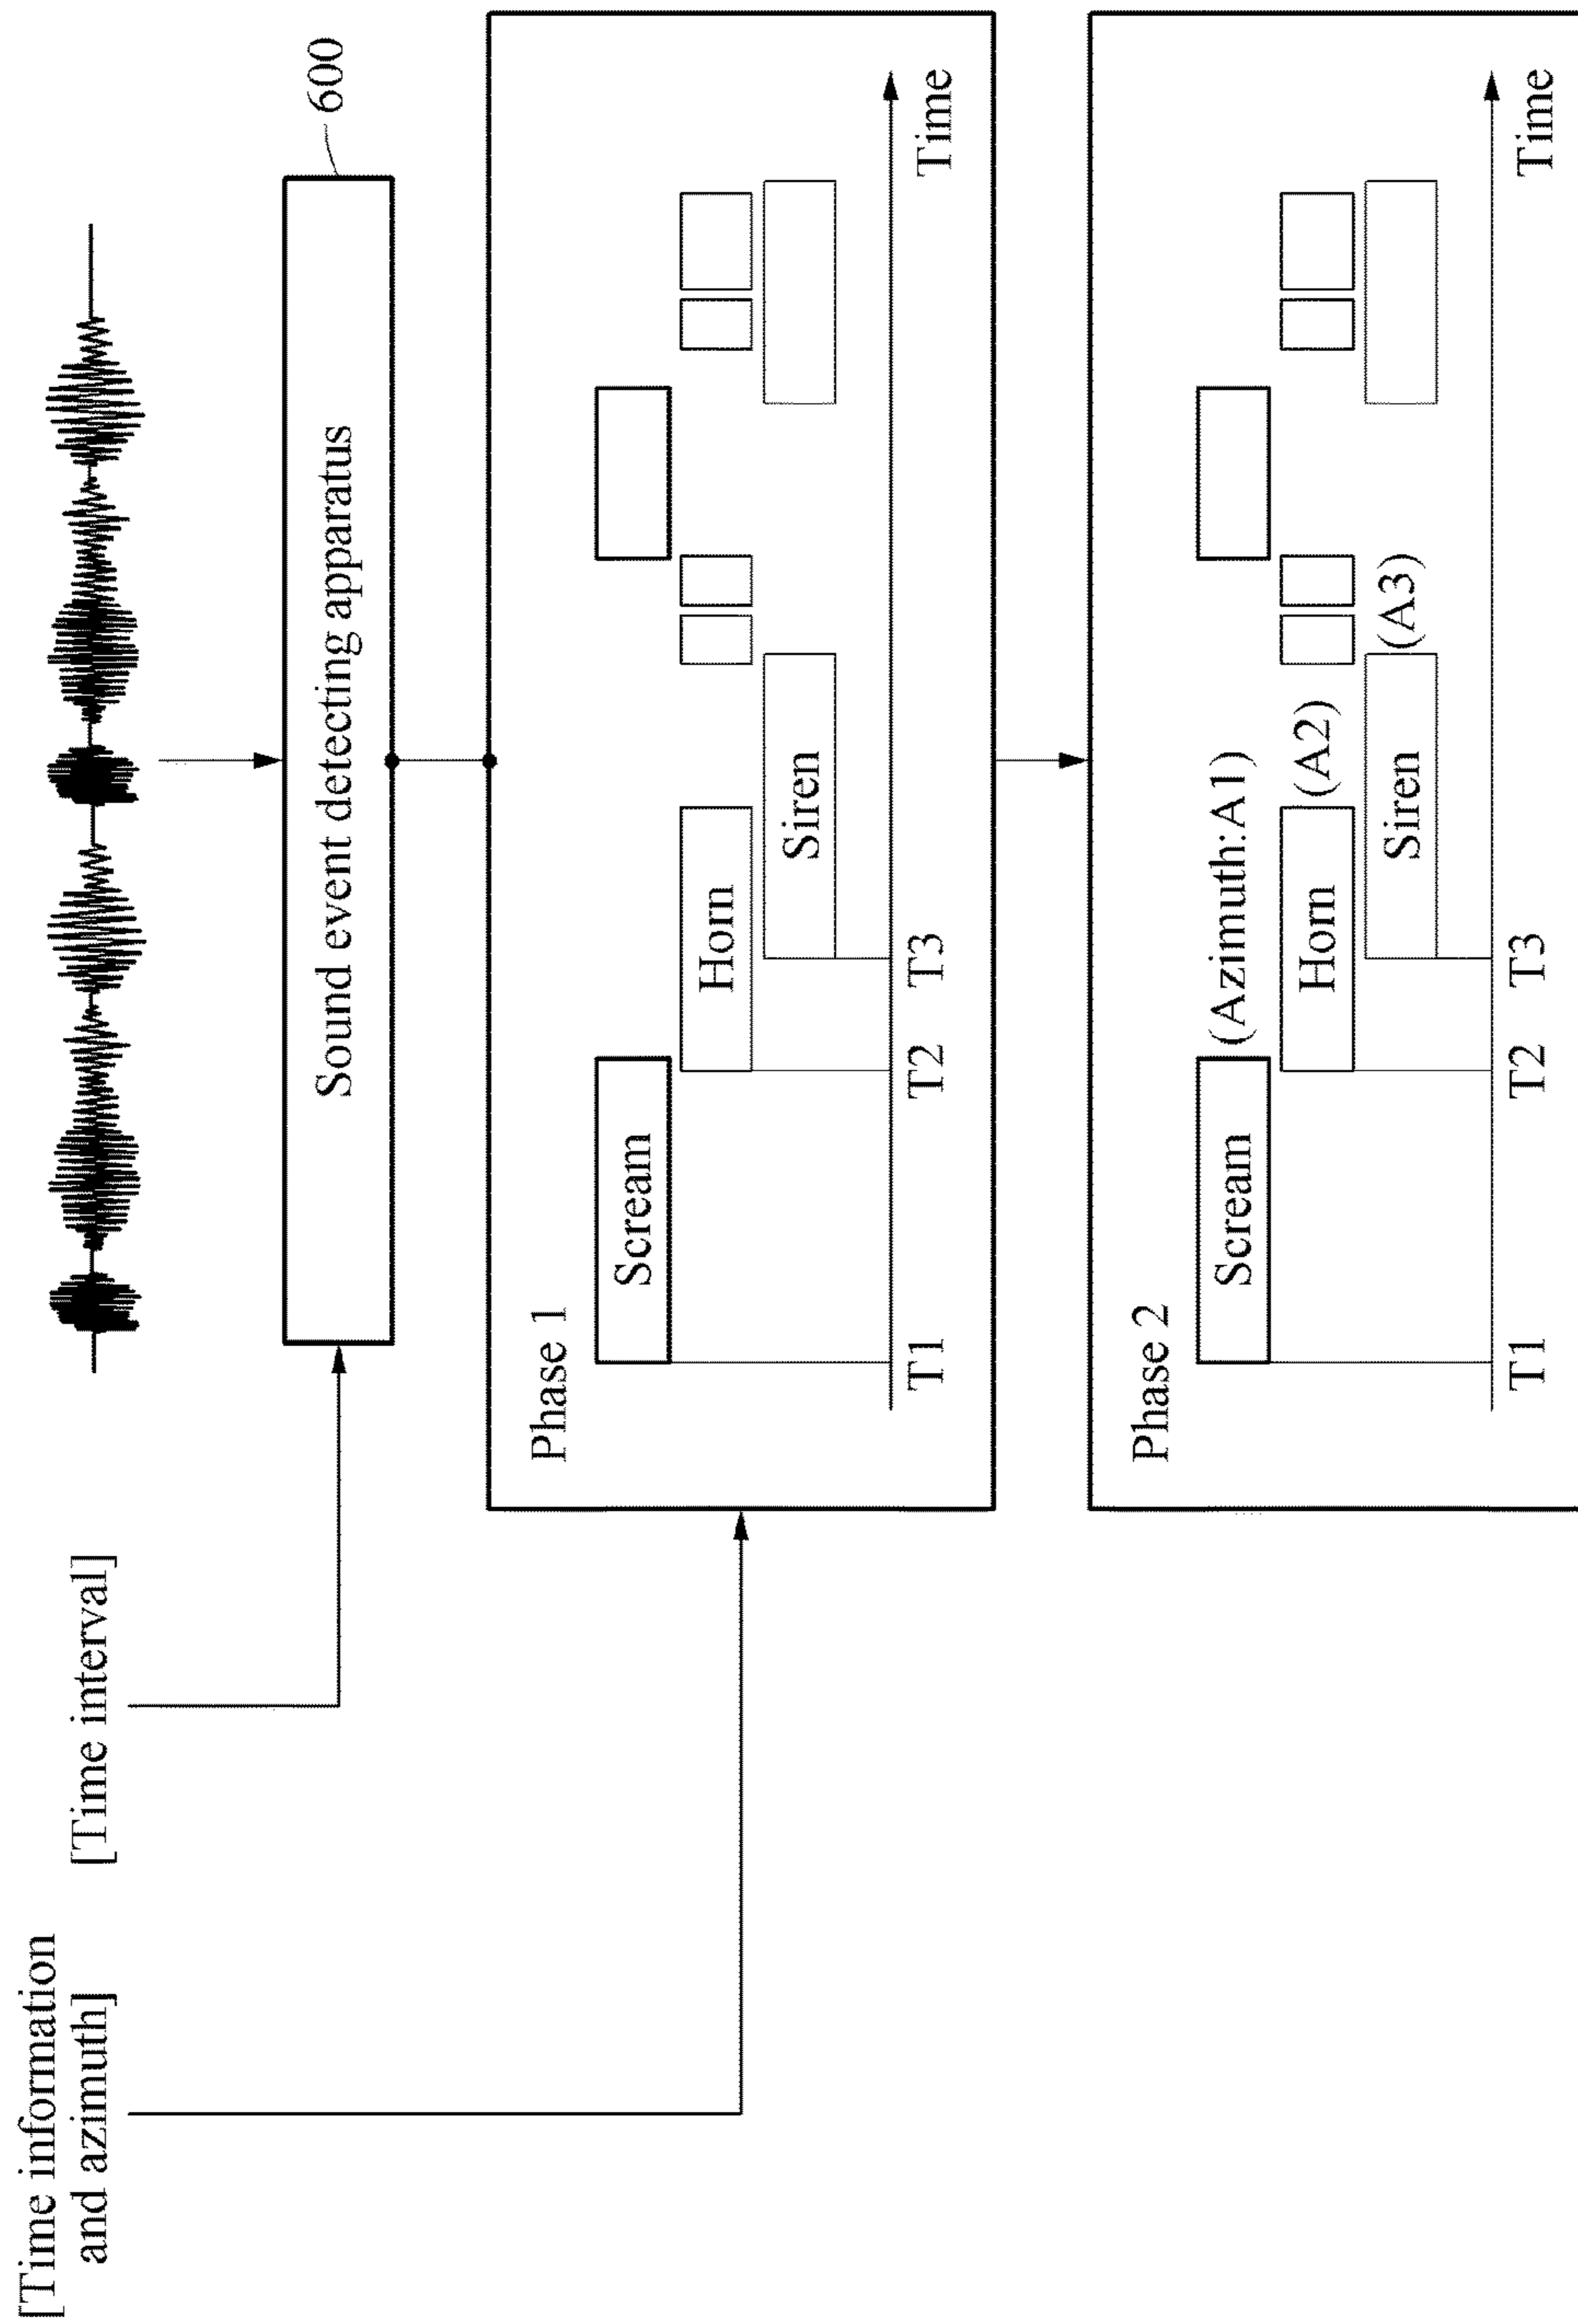 [Time information
and azimuth]
[Time interval]
Sound event detecting apparatus
600
Phase 1
Scream
Horn
Siren
T1
T2
T3
Time
Phase 2
Scream
(Azimuth:A1)
Horn
(A2)
Siren
(A3)
T1
T2
T3
Time